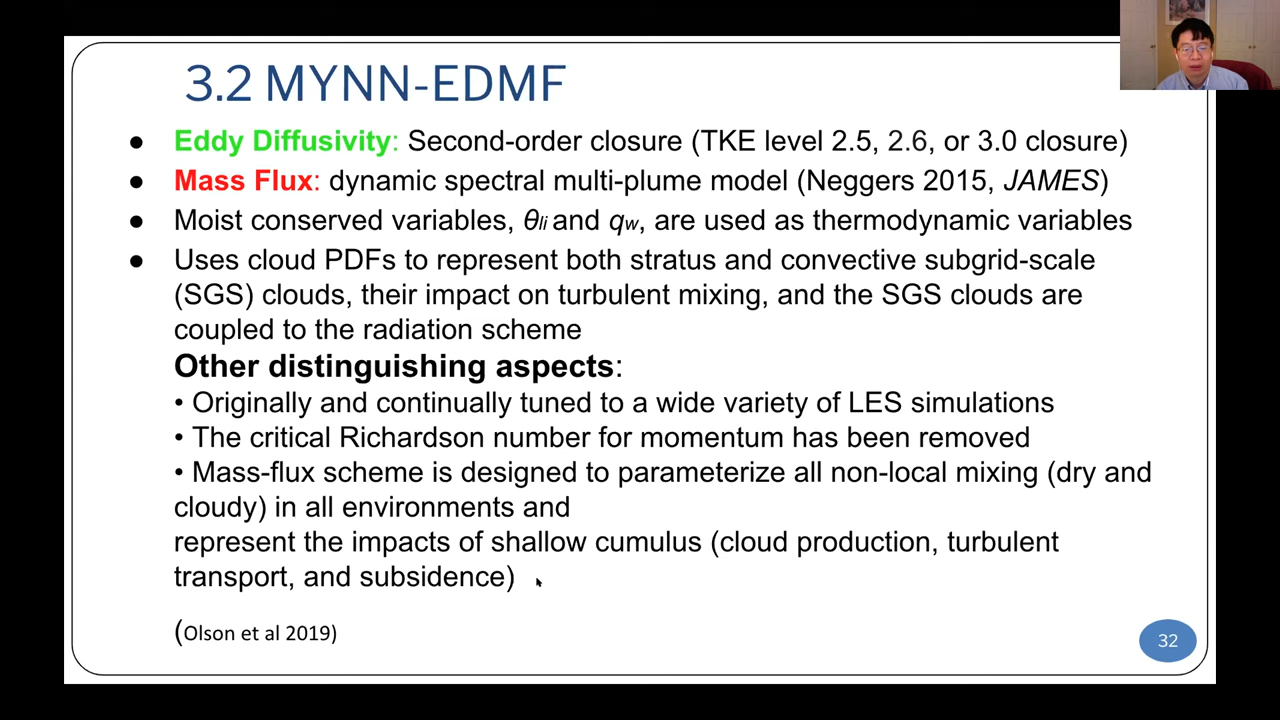 3.2 MYNN-EDMF
● Eddy Diffusivity: Second-order closure (TKE level 2.5, 2.6, or 3.0 closure)
● Mass Flux: dynamic spectral multi-plume model (Neggers 2015, JAMES)
● Moist conserved variables, θli and qw, are used as thermodynamic variables
● Uses cloud PDFs to represent both stratus and convective subgrid-scale
(SGS) clouds, their impact on turbulent mixing, and the SGS clouds are
coupled to the radiation scheme
Other distinguishing aspects:
• Originally and continually tuned to a wide variety of LES simulations
• The critical Richardson number for momentum has been removed
• Mass-flux scheme is designed to parameterize all non-local mixing (dry and
cloudy) in all environments and
represent the impacts of shallow cumulus (cloud production, turbulent
transport, and subsidence)
(Olson et al 2019)
32